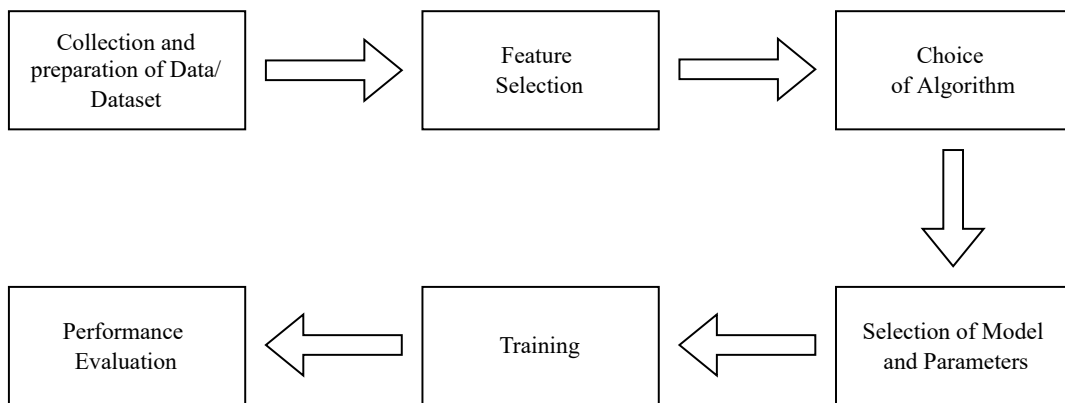 Collection and
preparation of Data/
Dataset
Feature
Selection
Choice
of Algorithm
Selection of Model
and Parameters
Training
Performance
Evaluation